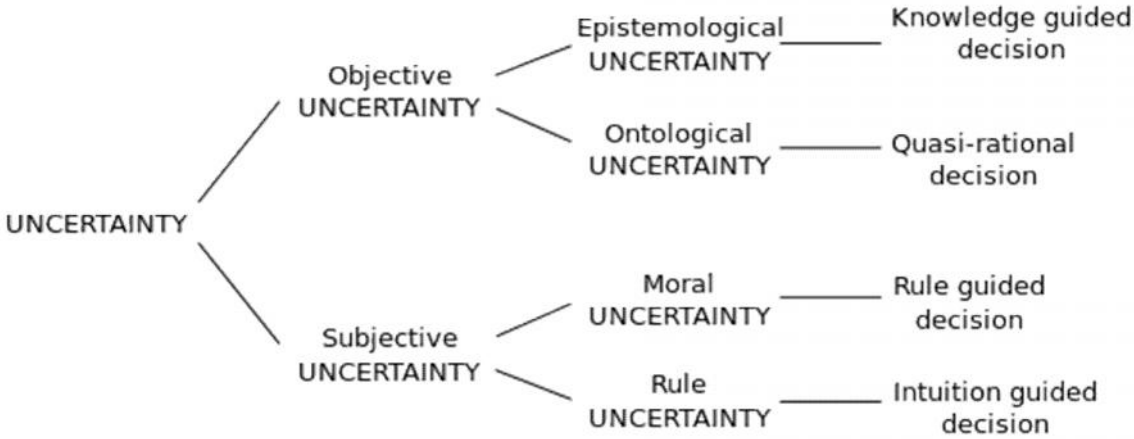 Epistemological
UNCERTAINTY
Knowledge guided
decision
Objective
UNCERTAINTY
Ontological
UNCERTAINTY
Quasi-rational
decision
UNCERTAINTY
Moral
UNCERTAINTY
Rule guided
decision
Subjective
UNCERTAINTY
Rule
UNCERTAINTY
Intuition guided
decision